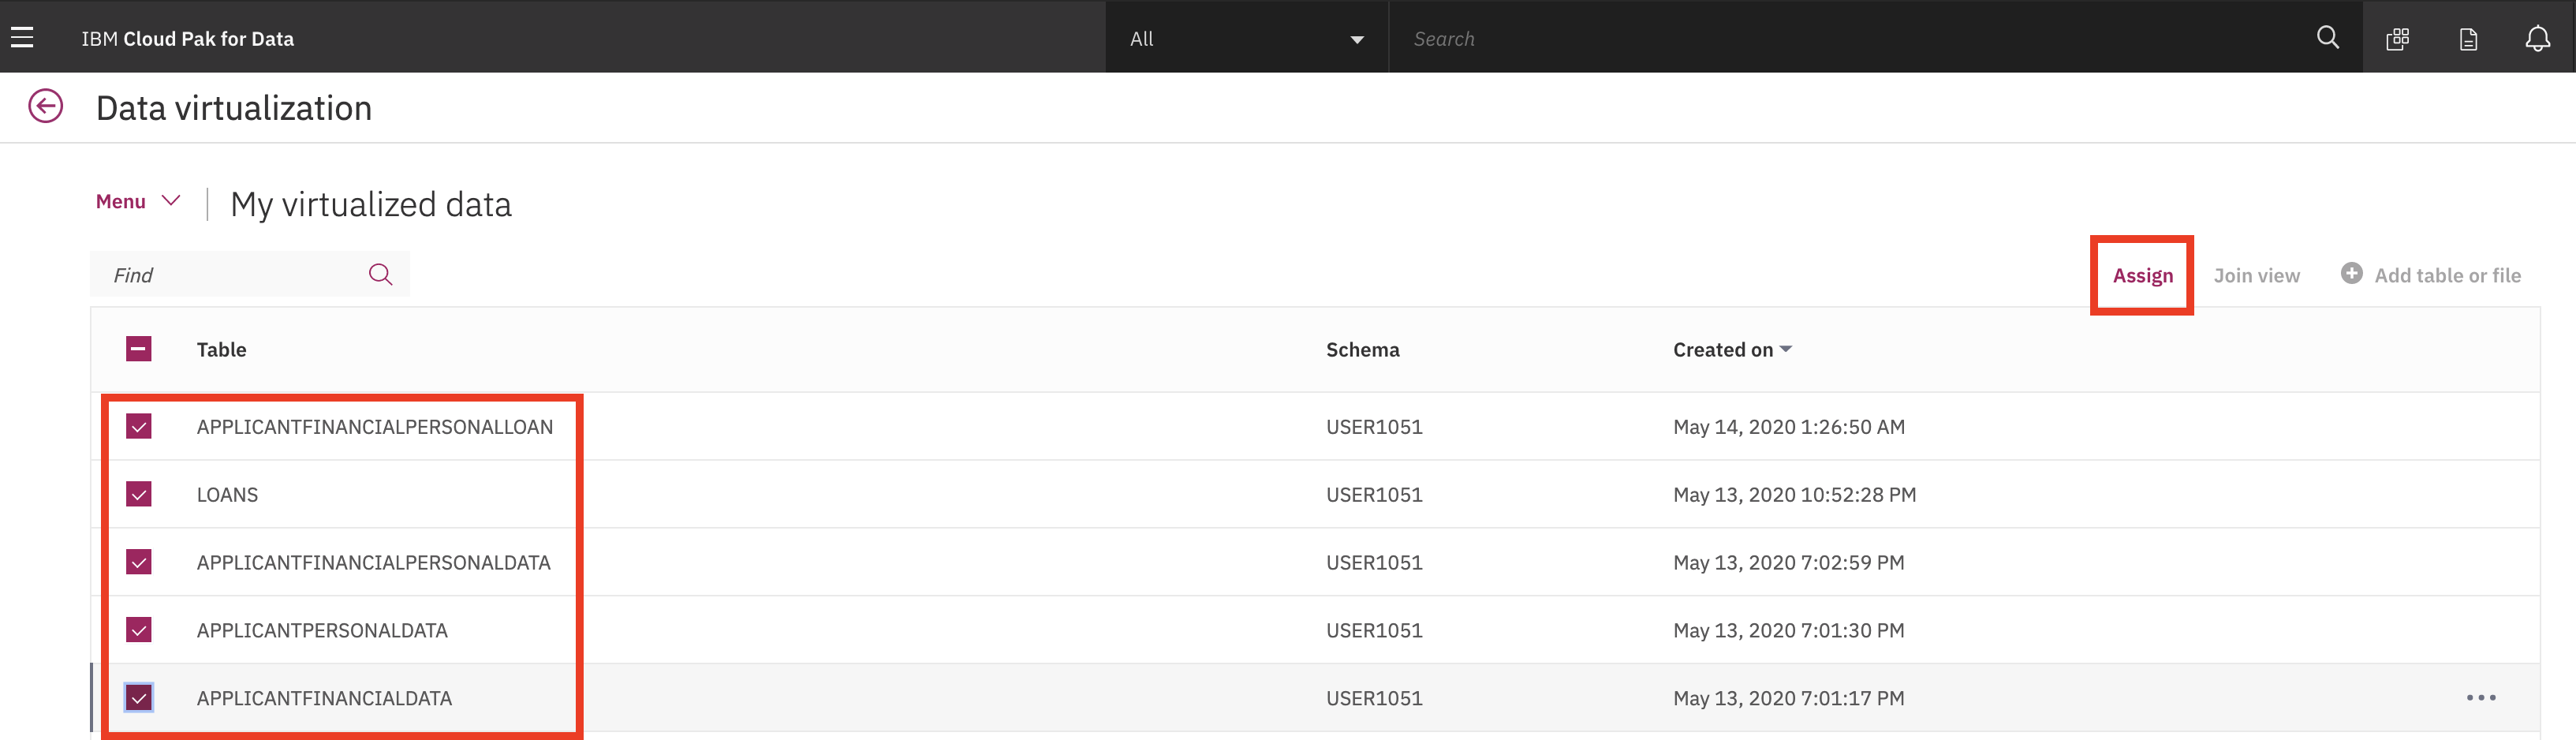 IBM Cloud Pak for Data
All
Search
Data virtualization
Menu
My virtualized data
Find
Assign
Join view
Add table or file
Table Schema Created on
APPLICANTFINANCIALPERSONALLOAN USER1051 May 14, 2020 1:26:50 AM
LOANS USER1051 May 13, 2020 10:52:28 PM
APPLICANTFINANCIALPERSONALDATA USER1051 May 13, 2020 7:02:59 PM
APPLICANTPERSONALDATA USER1051 May 13, 2020 7:01:30 PM
APPLICANTFINANCIALDATA USER1051 May 13, 2020 7:01:17 PM